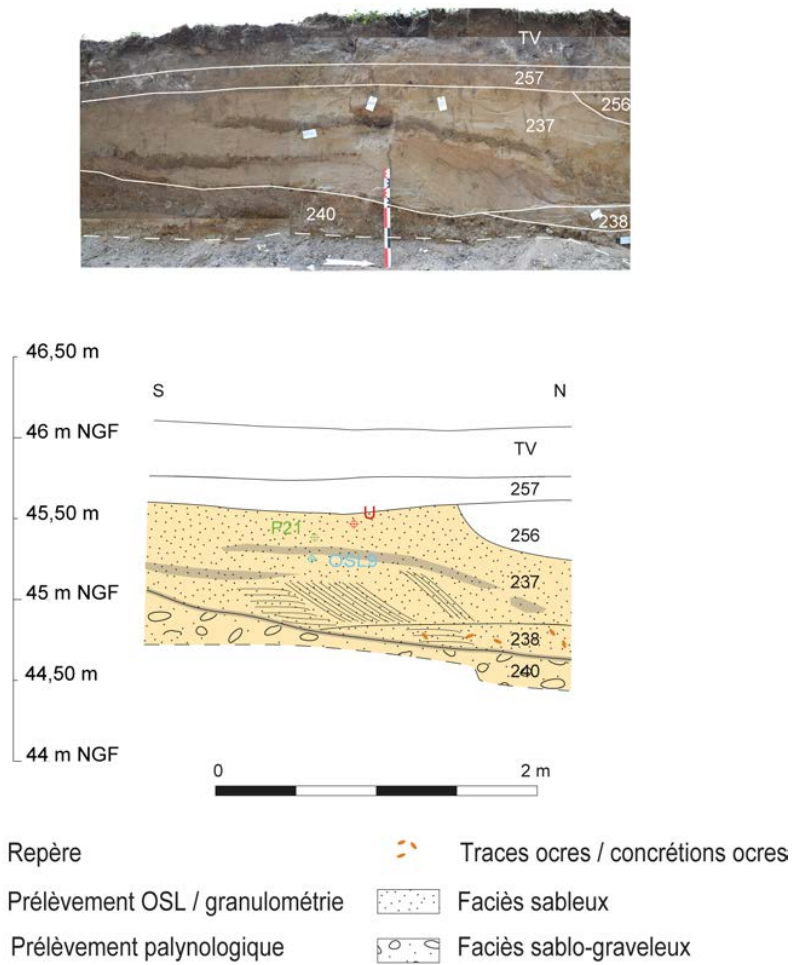 TV
257
256
237
240
238
46,50 m
S
N
46 m NGF
TV
257
45,50 m
U
P21
256
OSL9
237
45 m NGF
238
240
44,50 m
44 m NGF
0
2 m
Repère
Traces ocres / concrétions ocres
Prélèvement OSL / granulométrie
Faciès sableux
Prélèvement palynologique
Faciès sablo-graveleux